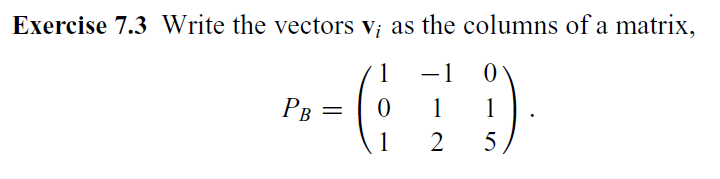 Exercise 7.3 Write the vectors vᵢ as the columns of a matrix,
1 −1 0
P_B = 0 1 1 .
1 2 5